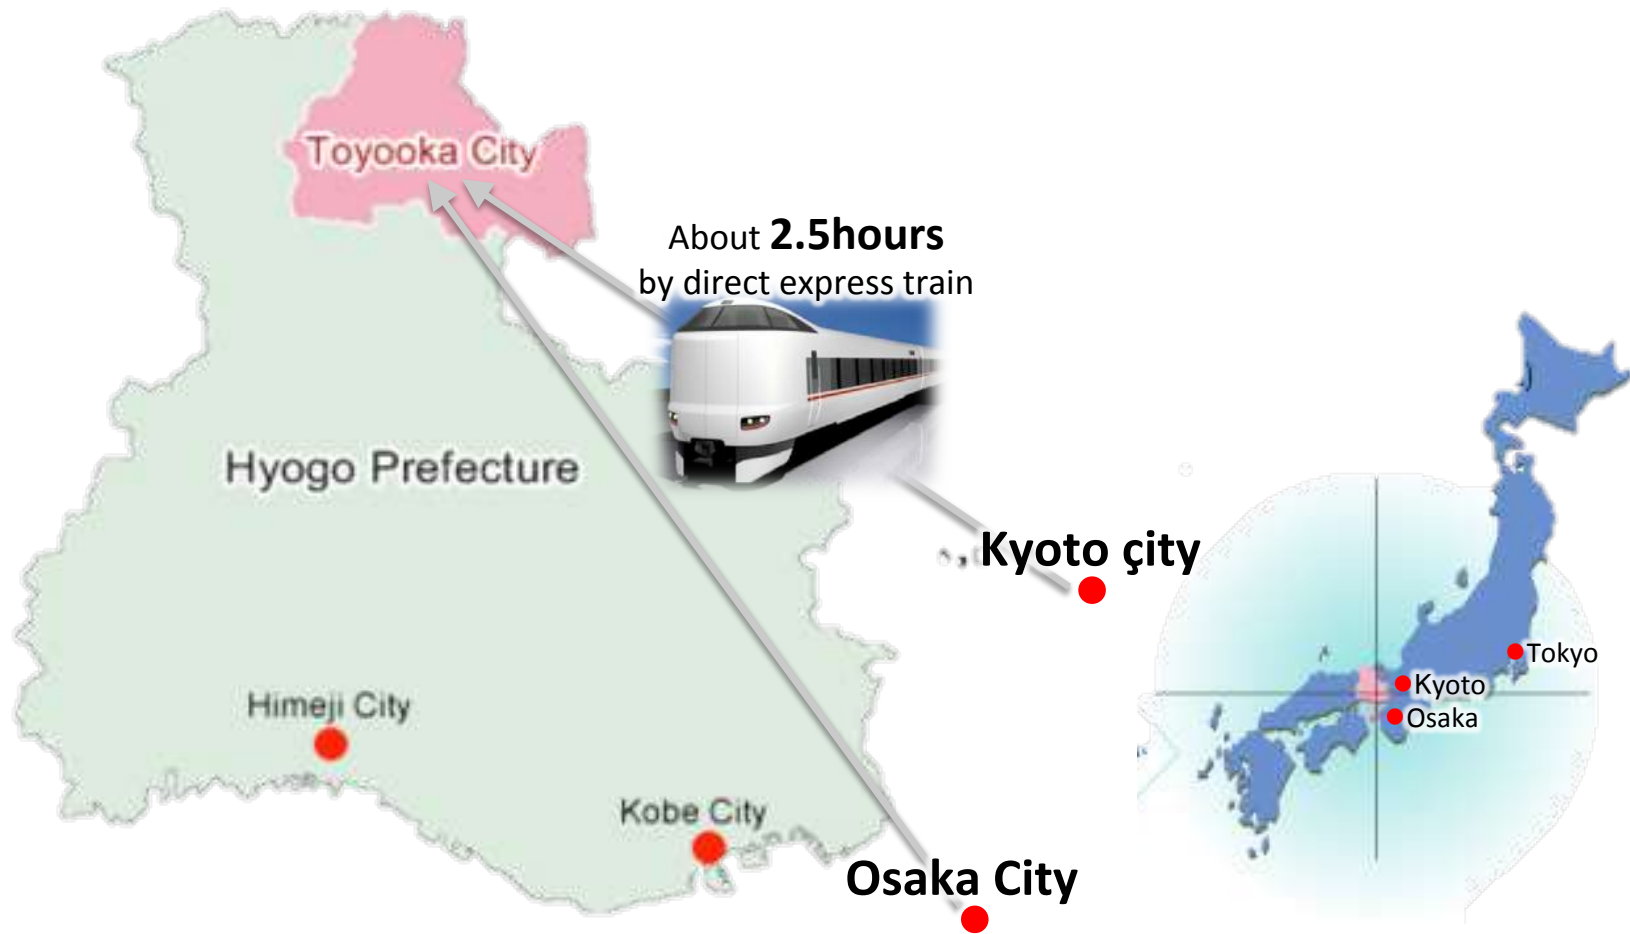 Toyooka City
About 2.5hours
by direct express train
Hyogo Prefecture
Kyoto çity
Himeji City
Kobe City
Osaka City
Tokyo
Kyoto
Osaka